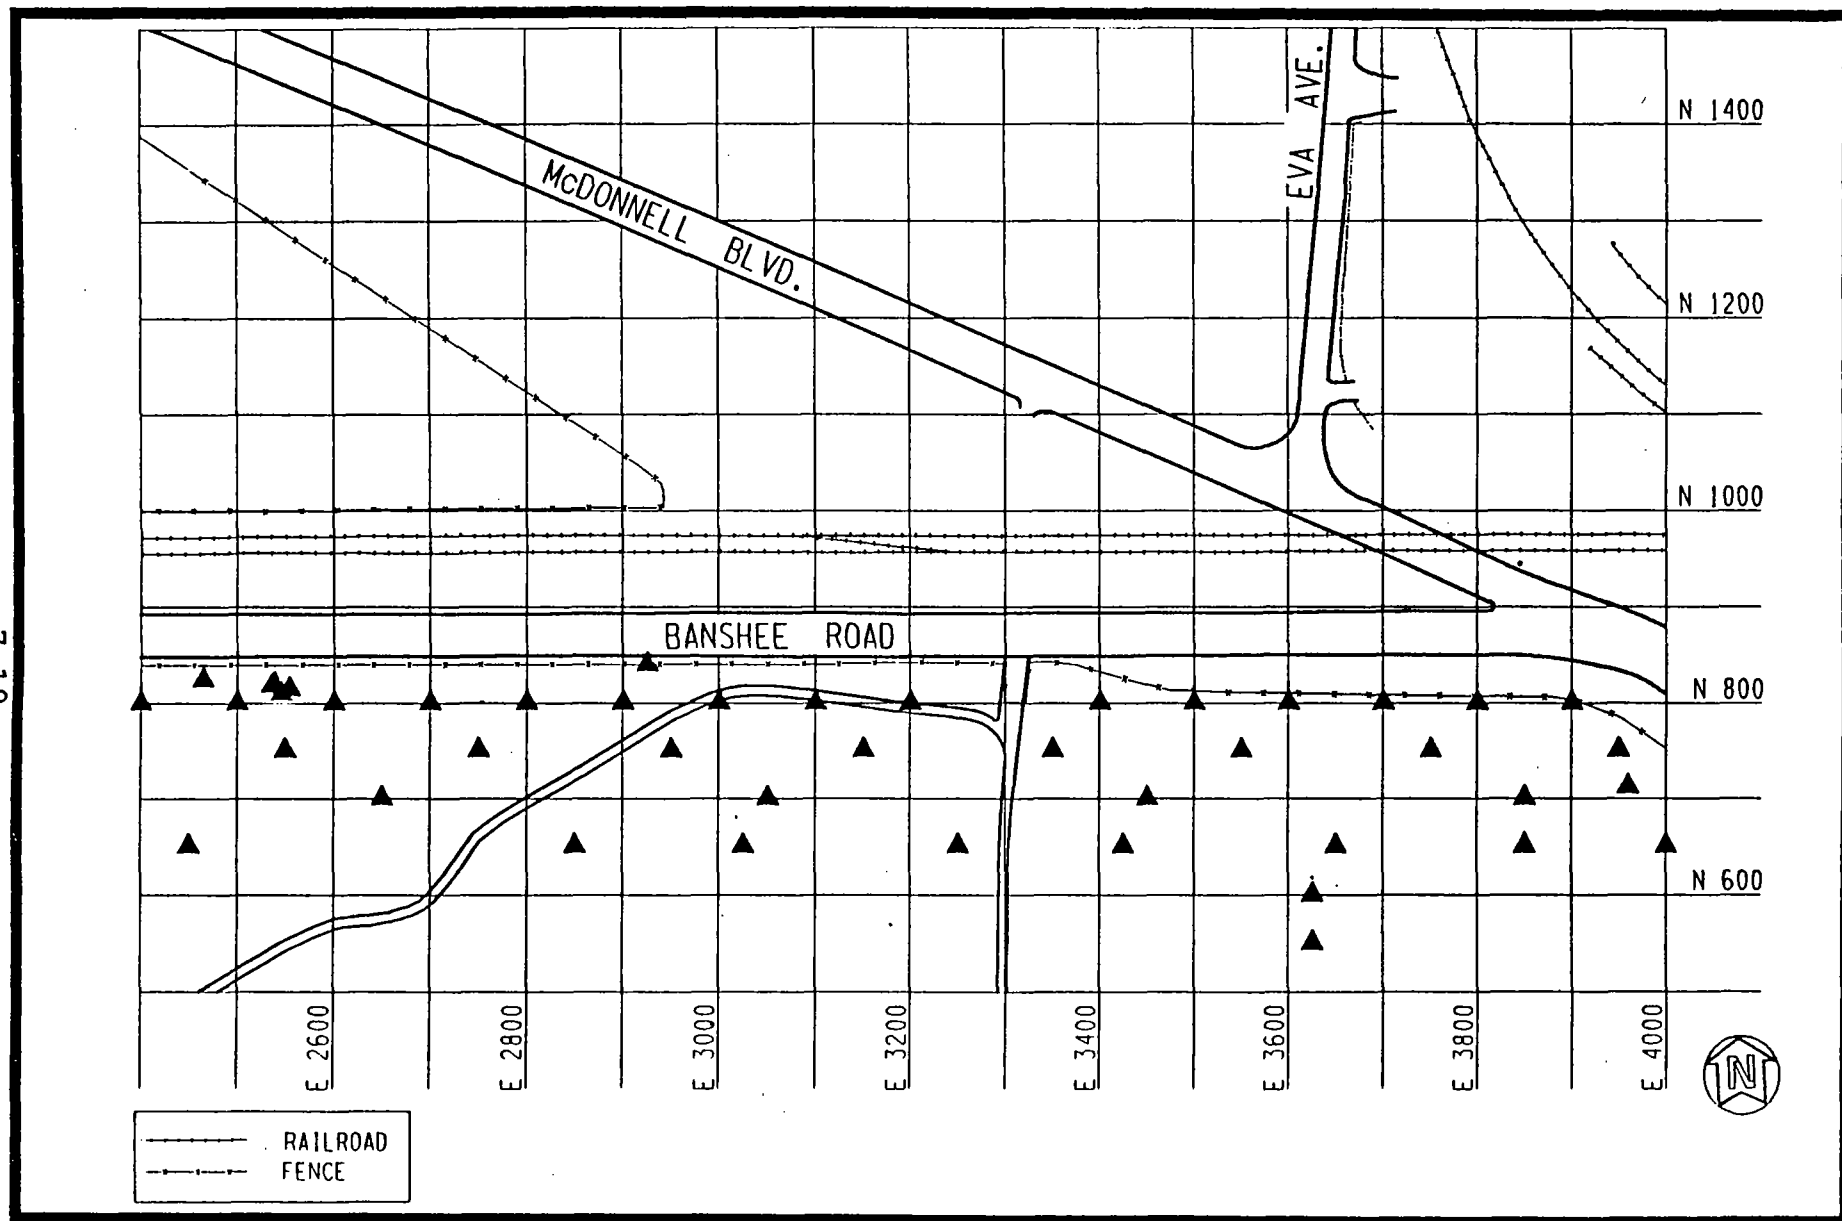 EVA AVE.
N 1400
McDONNELL BLVD.
N 1200
N 1000
BANSHEE ROAD
N 800
N 600
E 2600
E 2800
E 3000
E 3200
E 3400
E 3600
E 3800
E 4000
N
RAILROAD
FENCE